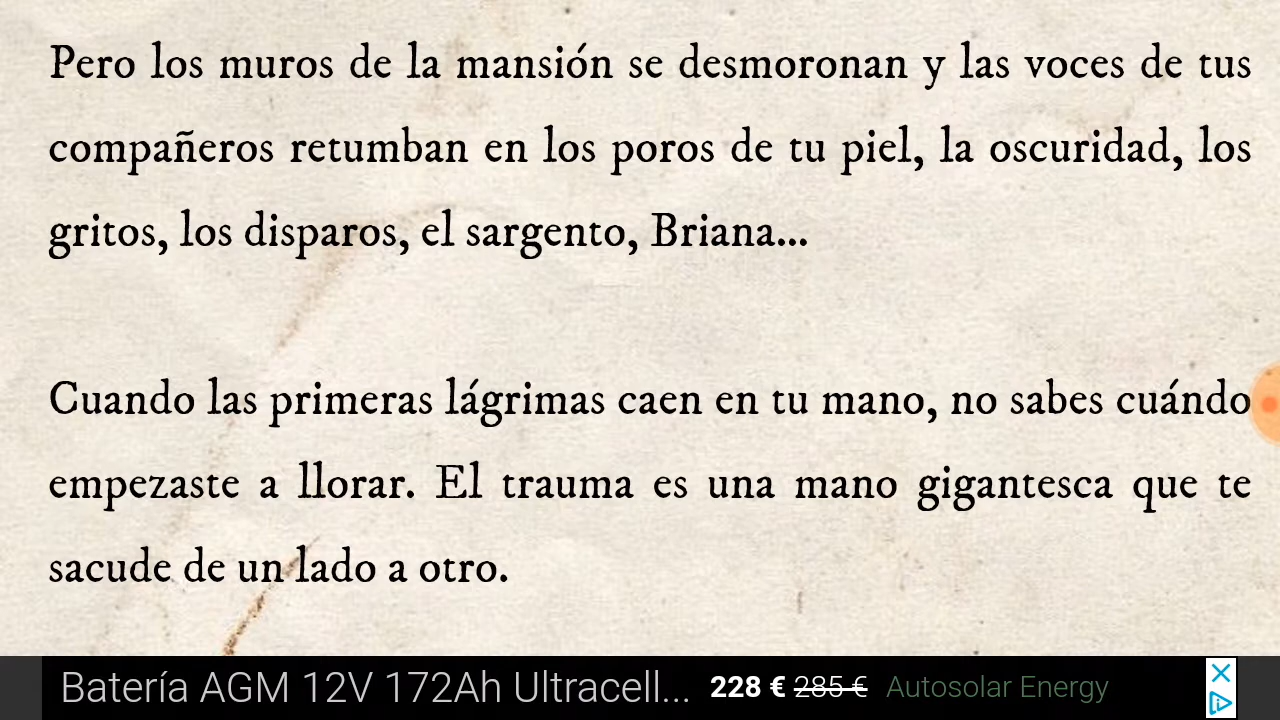 Pero los muros de la mansión se desmoronan y las voces de tus
compañeros retumban en los poros de tu piel, la oscuridad, los
gritos, los disparos, el sargento, Briana...
Cuando las primeras lágrimas caen en tu mano, no sabes cuándo
empezaste a llorar. El trauma es una mano gigantesca que te
sacude de un lado a otro.
Batería AGM 12V 172Ah Ultracell... 228 € 285 € Autosolar Energy